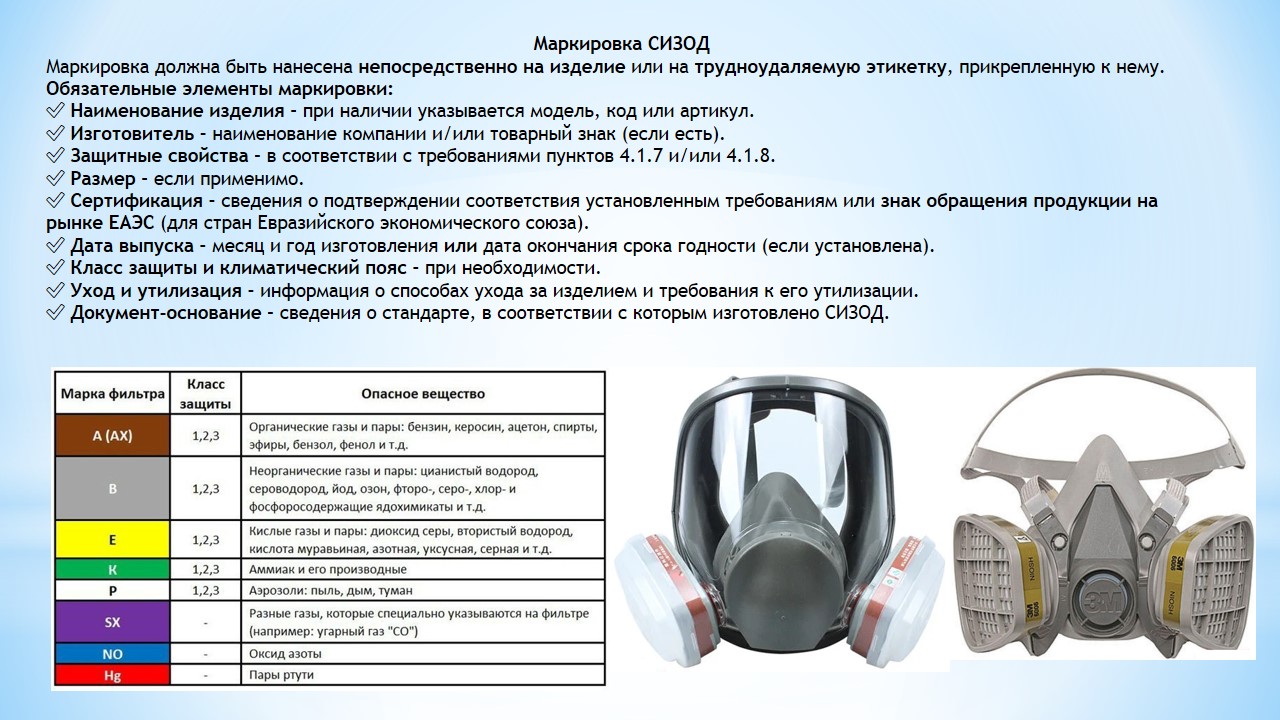 Маркировка СИЗОД
Маркировка должна быть нанесена непосредственно на изделие или на трудноудаляемую этикетку, прикрепленную к нему.
Обязательные элементы маркировки:
✅ Наименование изделия – при наличии указывается модель, код или артикул.
✅ Изготовитель – наименование компании и/или товарный знак (если есть).
✅ Защитные свойства – в соответствии с требованиями пунктов 4.1.7 и/или 4.1.8.
✅ Размер – если применимо.
✅ Сертификация – сведения о подтверждении соответствия установленным требованиям или знак обращения продукции на
рынке ЕАЭС (для стран Евразийского экономического союза).
✅ Дата выпуска – месяц и год изготовления или дата окончания срока годности (если установлена).
✅ Класс защиты и климатический пояс – при необходимости.
✅ Уход и утилизация – информация о способах ухода за изделием и требования к его утилизации.
✅ Документ-основание – сведения о стандарте, в соответствии с которым изготовлено СИЗОД.
Марка фильтра
Класс
защиты
Опасное вещество
А (АХ)
1,2,3
Органические газы и пары: бензин, керосин, ацетон, спирты,
эфиры, бензол, фенол и т.д.
В
1,2,3
Неорганические газы и пары: цианистый водород,
сероводород, йод, озон, фторо-, серо-, хлор- и
фосфоросодержащие ядохимикаты и т.д.
Е
1,2,3
Кислые газы и пары: диоксид серы, втористый водород,
кислота муравьиная, азотная, уксусная, серная и т.д.
К
1,2,3
Аммиак и его производные
Р
1,2,3
Аэрозоли: пыль, дым, туман
SX
-
Разные газы, которые специально указываются на фильтре
(например: угарный газ "СО")
NO
-
Оксид азоты
Hg
-
Пары ртути
3M
NIOSH
3M
NIOSH
3M